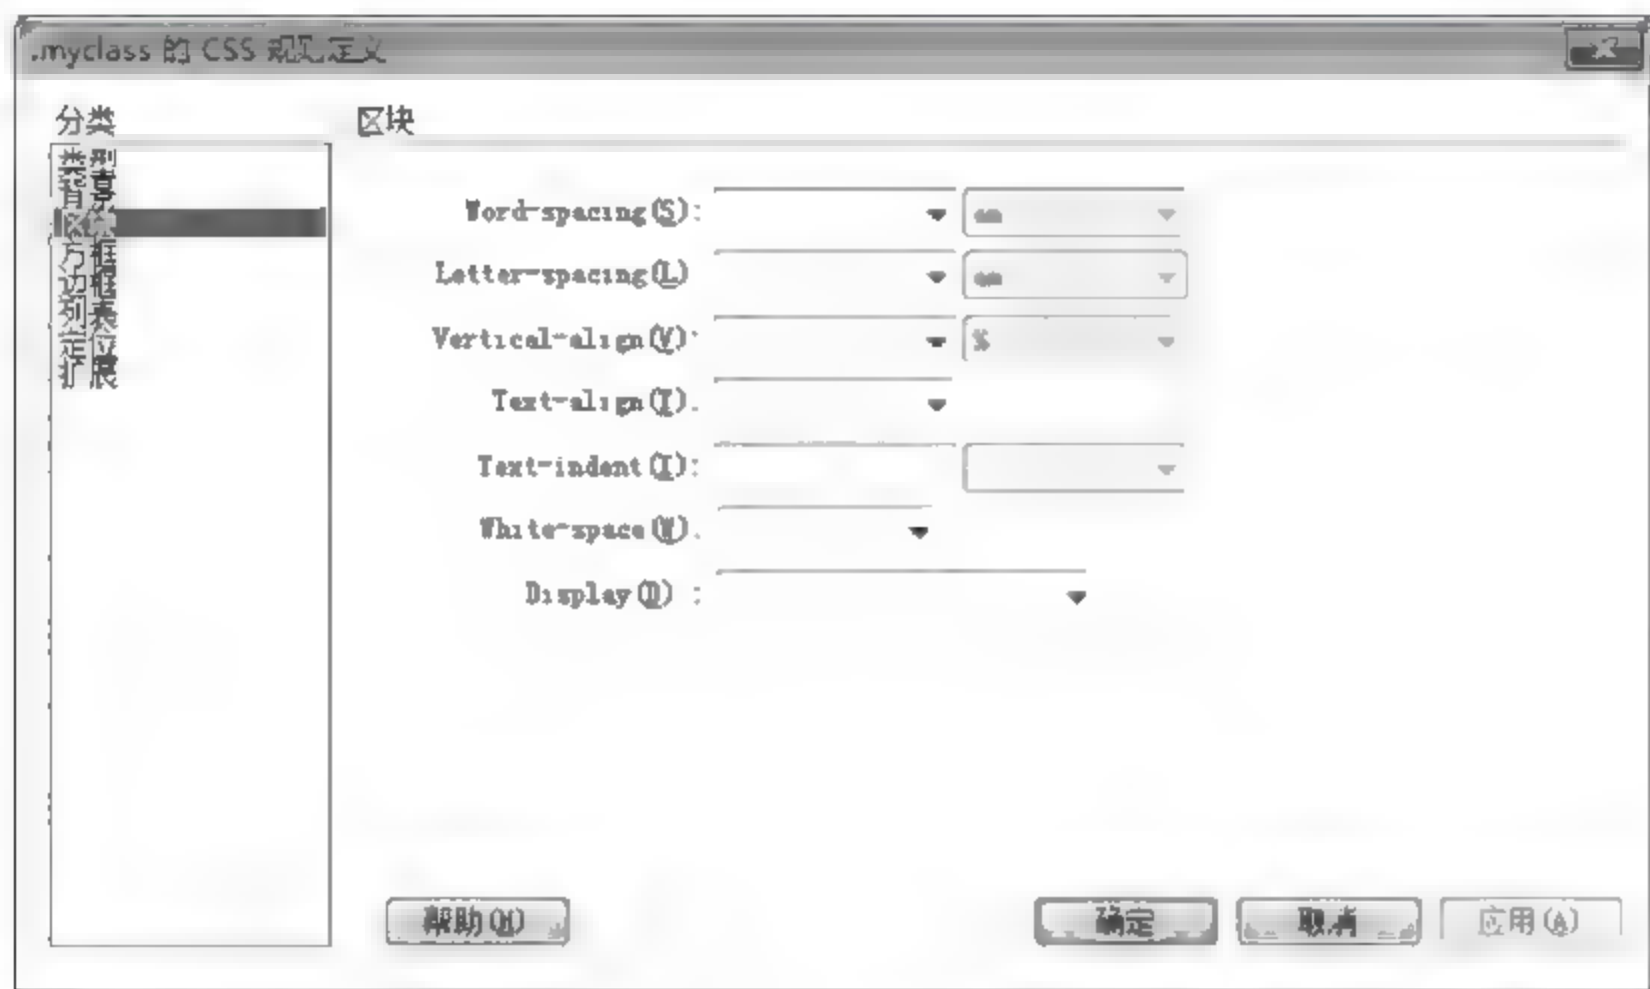 .myclass 的 CSS 规则定义
分类
类型
背景
区块
方框
边框
列表
定位
扩展
区块
Word-spacing(S):
em
Letter-spacing(L)
em
Vertical-align(V):
%
Text-align(T):
Text-indent(I):
White-space(W):
Display(D) :
帮助(H)
确定
取消
应用(A)